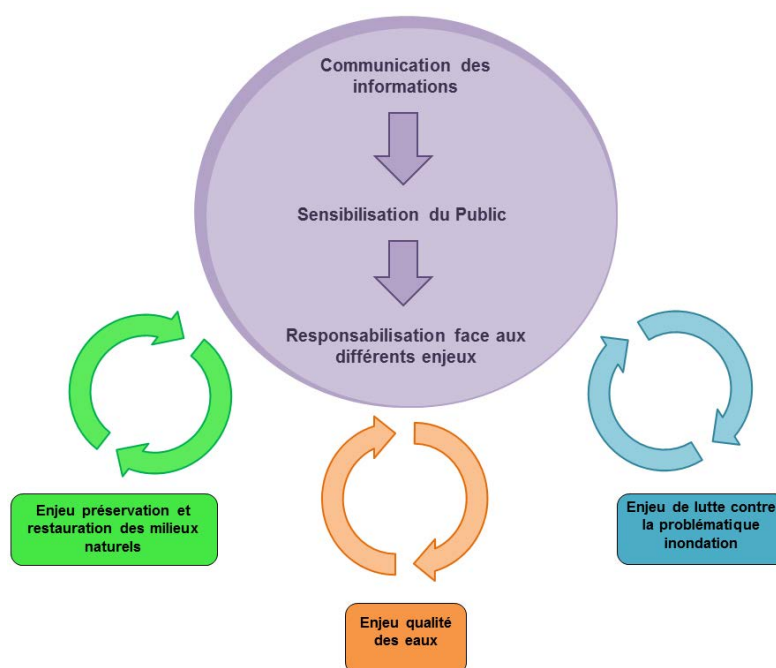 Communication des
informations
Sensibilisation du Public
Responsabilisation face aux
différents enjeux
Enjeu préservation et
restauration des milieux
naturels
Enjeu qualité
des eaux
Enjeu de lutte contre
la problématique
inondation